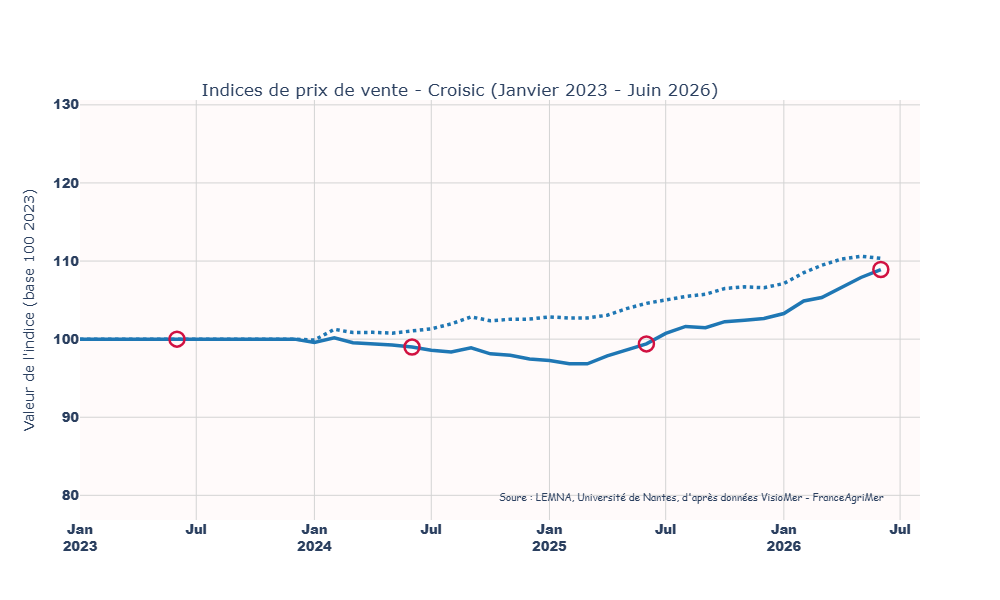 Indices de prix de vente - Croisic (Janvier 2023 - Juin 2026)
Valeur de l'indice (base 100 2023)
130
120
110
100
90
80
Soure : LEMNA, Université de Nantes, d'après données VisioMer - FranceAgriMer
Jan Jul Jan Jul Jan Jul Jan Jul
2023 2024 2025 2026